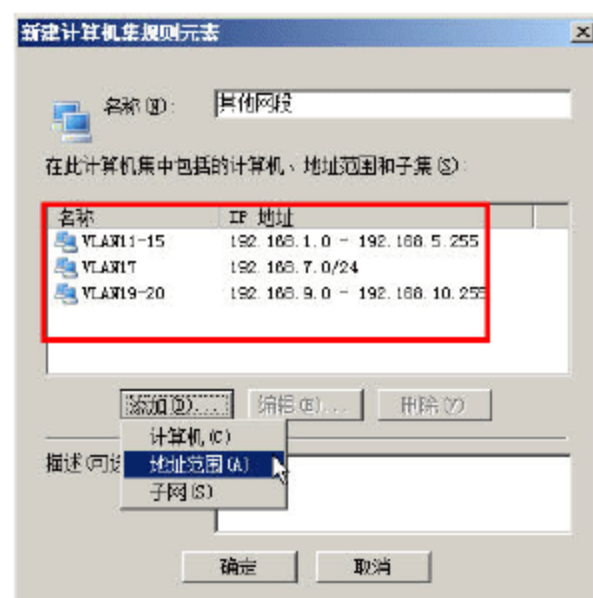 新建计算机集规则元素
名称(N): 其他网段
在此计算机集中包括的计算机、地址范围和子集(S):
名称 IP 地址
VLAN11-15 192.168.1.0 - 192.168.5.255
VLAN17 192.168.7.0/24
VLAN19-20 192.168.9.0 - 192.168.10.255
添加(D)... 编辑(E)... 删除(V)
计算机(C)
描述(可选 地址范围(A)
子网(S)
确定 取消